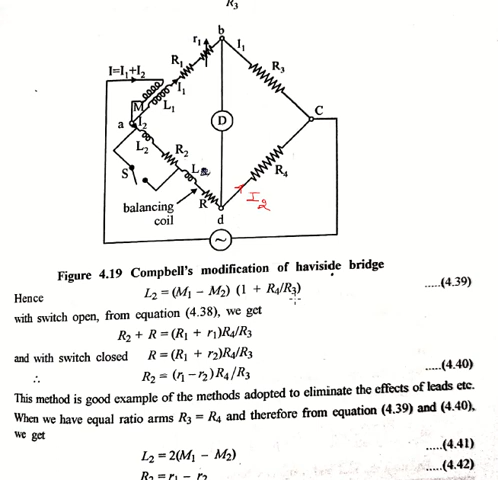 R3
b
r1
I1
R1
R3
I=I1+I2
I1
M
L1
a
I2
D
C
L2
R2
S
L
R4
balancing
coil
R
I2
d
~
Figure 4.19 Compbell's modification of haviside bridge
Hence L2 = (M1 − M2) (1 + R4/R3) .....(4.39)
with switch open, from equation (4.38), we get
R2 + R = (R1 + r1)R4/R3
and with switch closed R = (R1 + r2)R4/R3
∴ R2 = (r1 − r2) R4/R3 .....(4.40)
This method is good example of the methods adopted to eliminate the effects of leads etc.
When we have equal ratio arms R3 = R4 and therefore from equation (4.39) and (4.40),
we get
L2 = 2(M1 − M2) .....(4.41)
R2 = r1 − r2 .....(4.42)